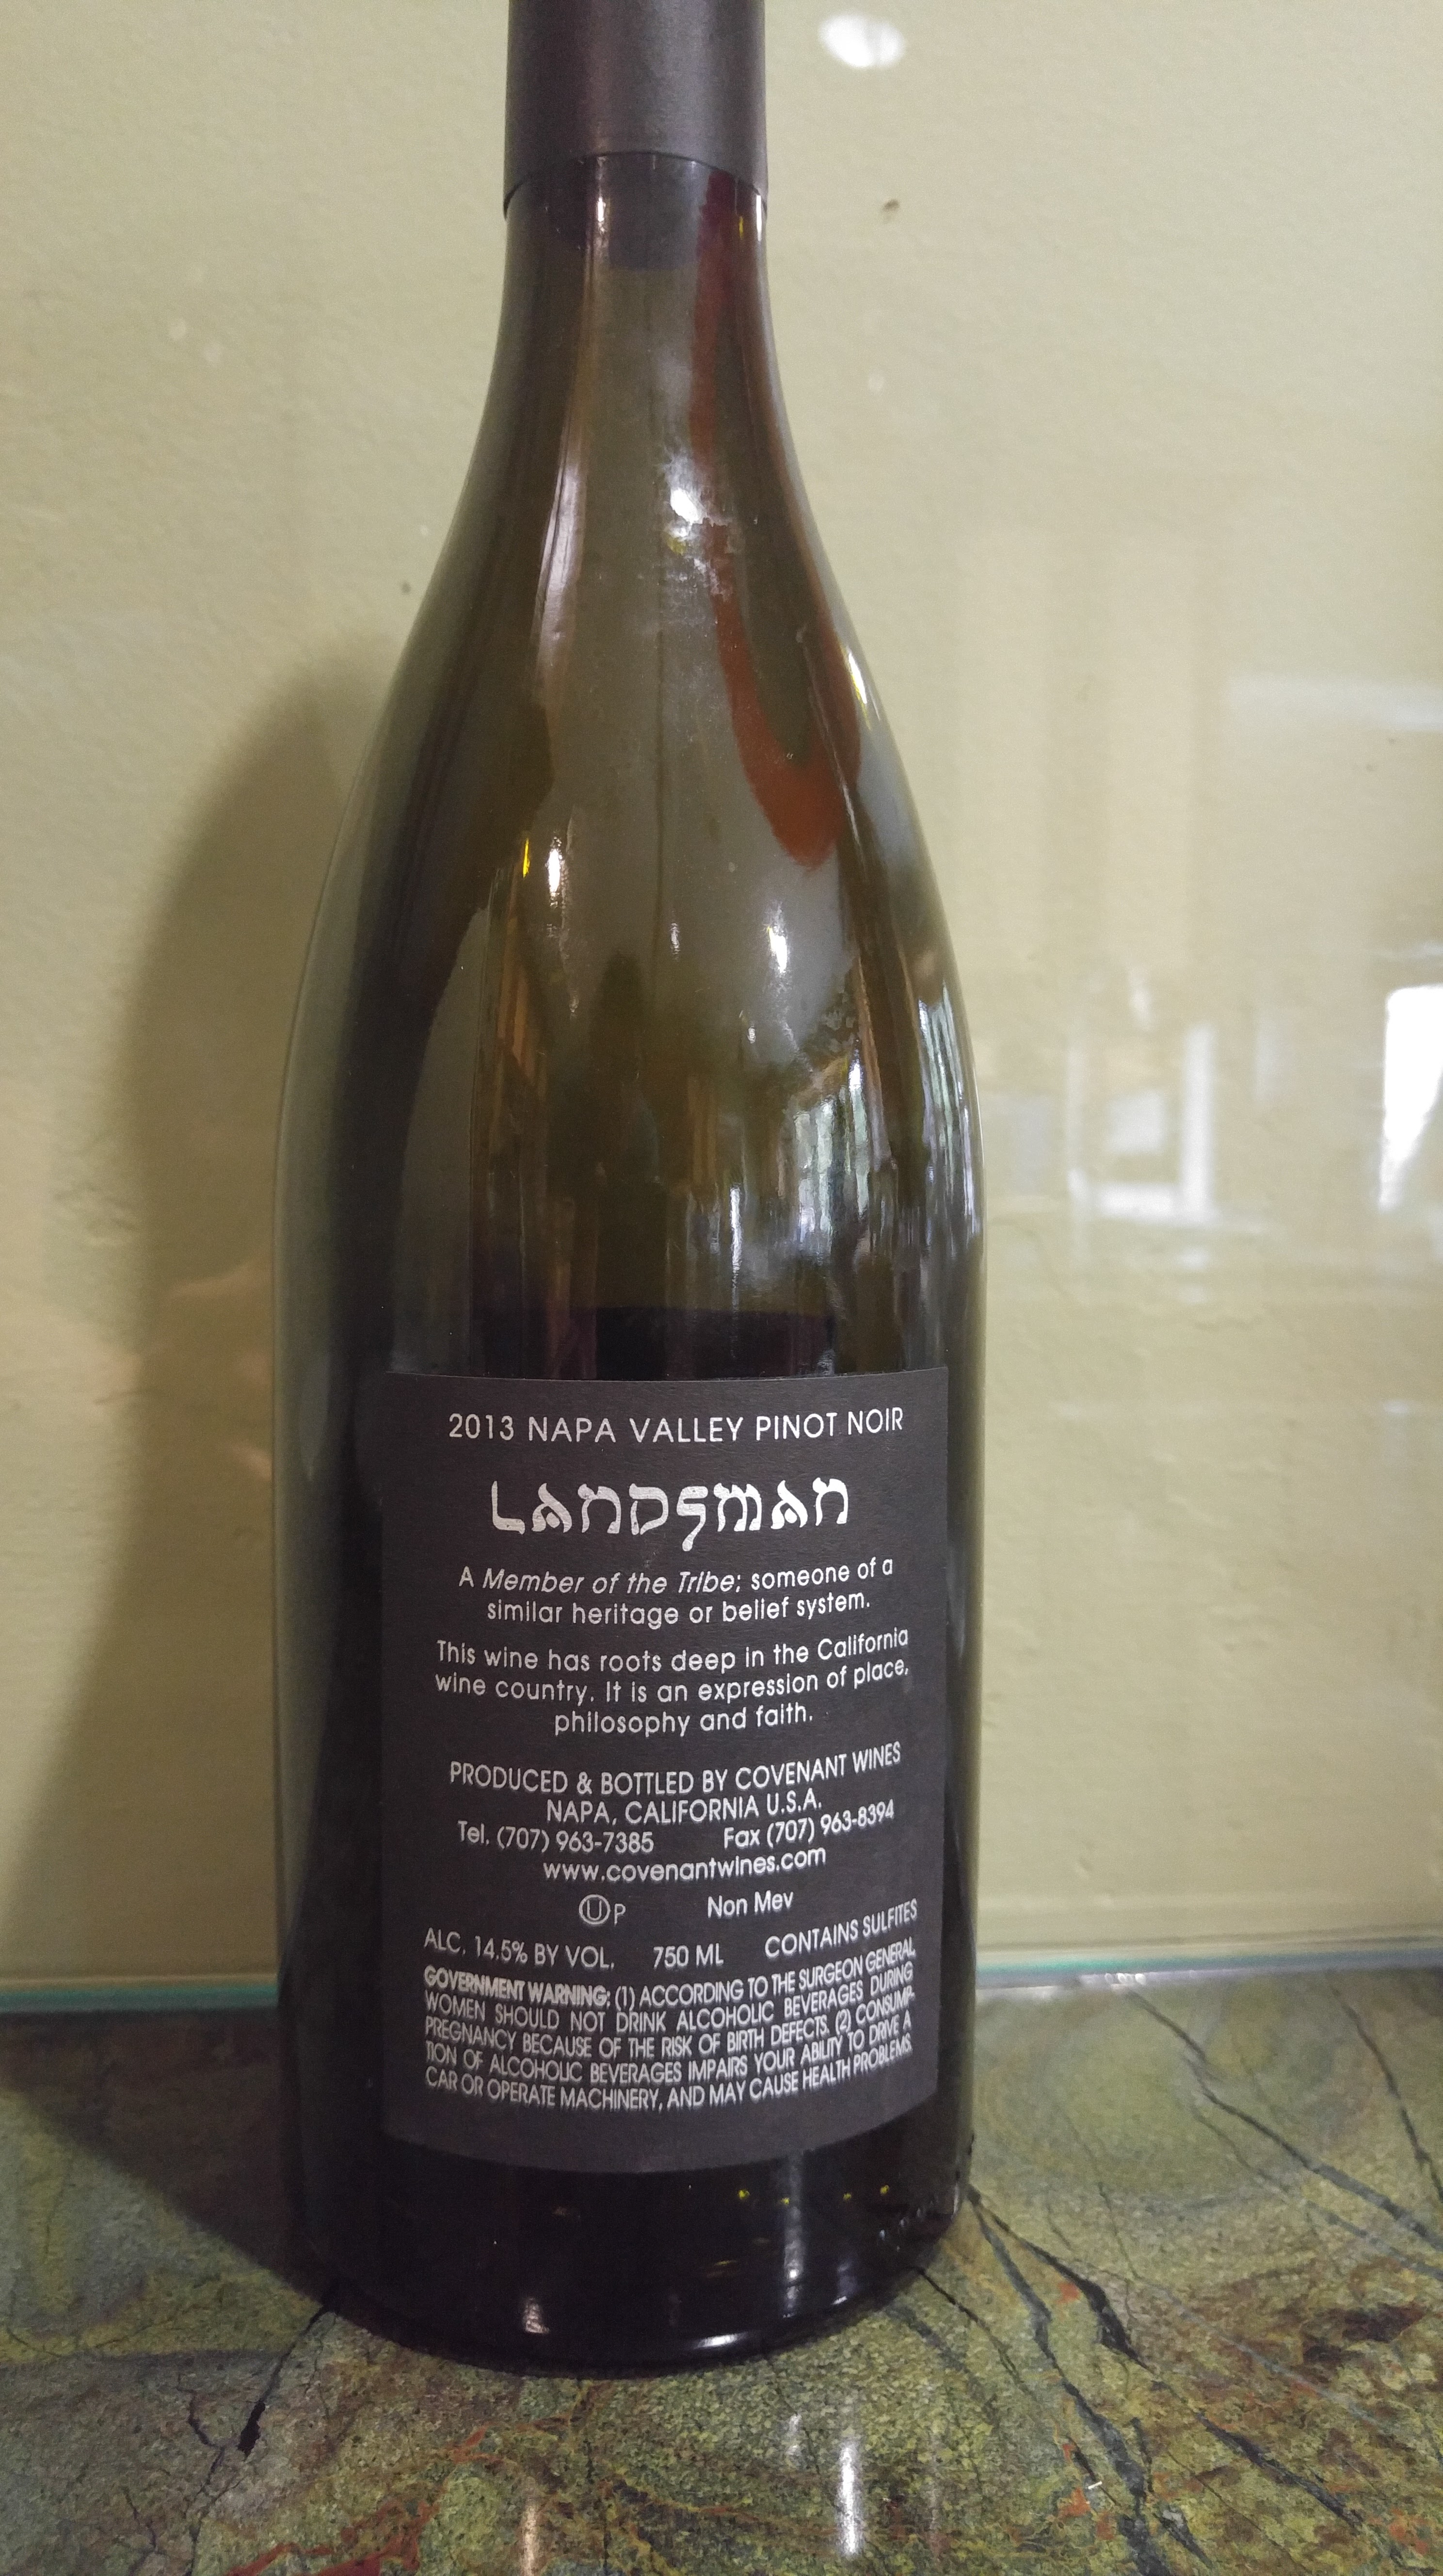 2013 NAPA VALLEY PINOT NOIR
LANDSMAN
A Member of the Tribe; someone of a
similar heritage or belief system.
This wine has roots deep in the California
wine country. It is an expression of place,
philosophy and faith.
PRODUCED & BOTTLED BY COVENANT WINES
NAPA, CALIFORNIA U.S.A.
Tel. (707) 963-7385 Fax (707) 963-8394
www.covenantwines.com
Ⓤ P Non Mev
ALC. 14.5% BY VOL. 750 ML CONTAINS SULFITES
GOVERNMENT WARNING: (1) ACCORDING TO THE SURGEON GENERAL,
WOMEN SHOULD NOT DRINK ALCOHOLIC BEVERAGES DURING
PREGNANCY BECAUSE OF THE RISK OF BIRTH DEFECTS. (2) CONSUMP-
TION OF ALCOHOLIC BEVERAGES IMPAIRS YOUR ABILITY TO DRIVE A
CAR OR OPERATE MACHINERY, AND MAY CAUSE HEALTH PROBLEMS.